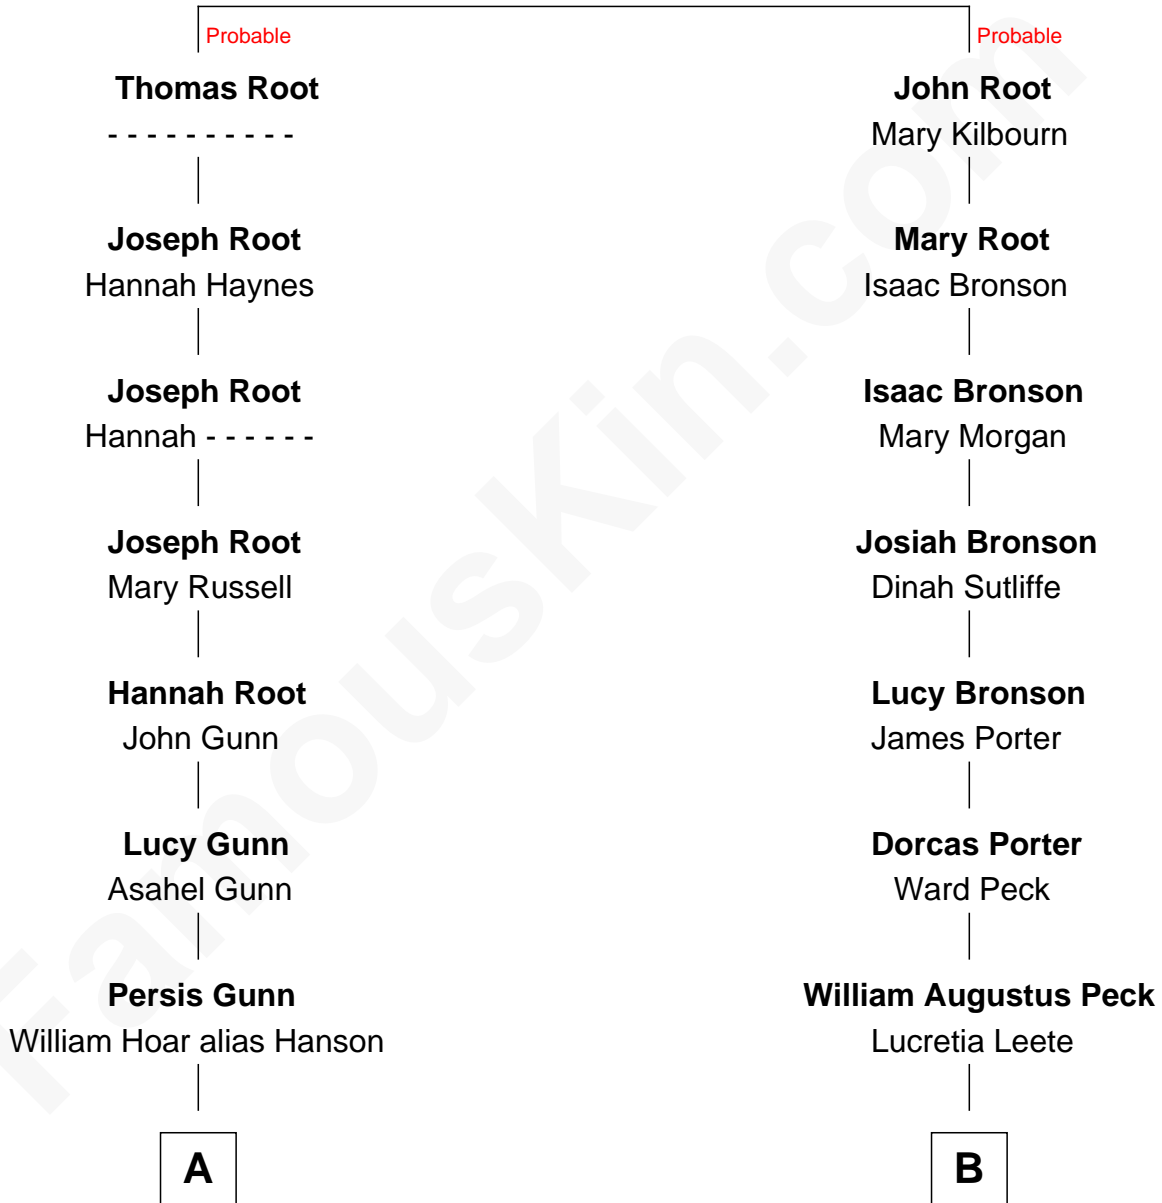 Probable
Thomas Root
- - - - - - - - - -
Joseph Root
Hannah Haynes
Joseph Root
Hannah - - - - - -
Joseph Root
Mary Russell
Hannah Root
John Gunn
Lucy Gunn
Asahel Gunn
Persis Gunn
William Hoar alias Hanson
A
Probable
John Root
Mary Kilbourn
Mary Root
Isaac Bronson
Isaac Bronson
Mary Morgan
Josiah Bronson
Dinah Sutliffe
Lucy Bronson
James Porter
Dorcas Porter
Ward Peck
William Augustus Peck
Lucretia Leete
B
FamousKin.com